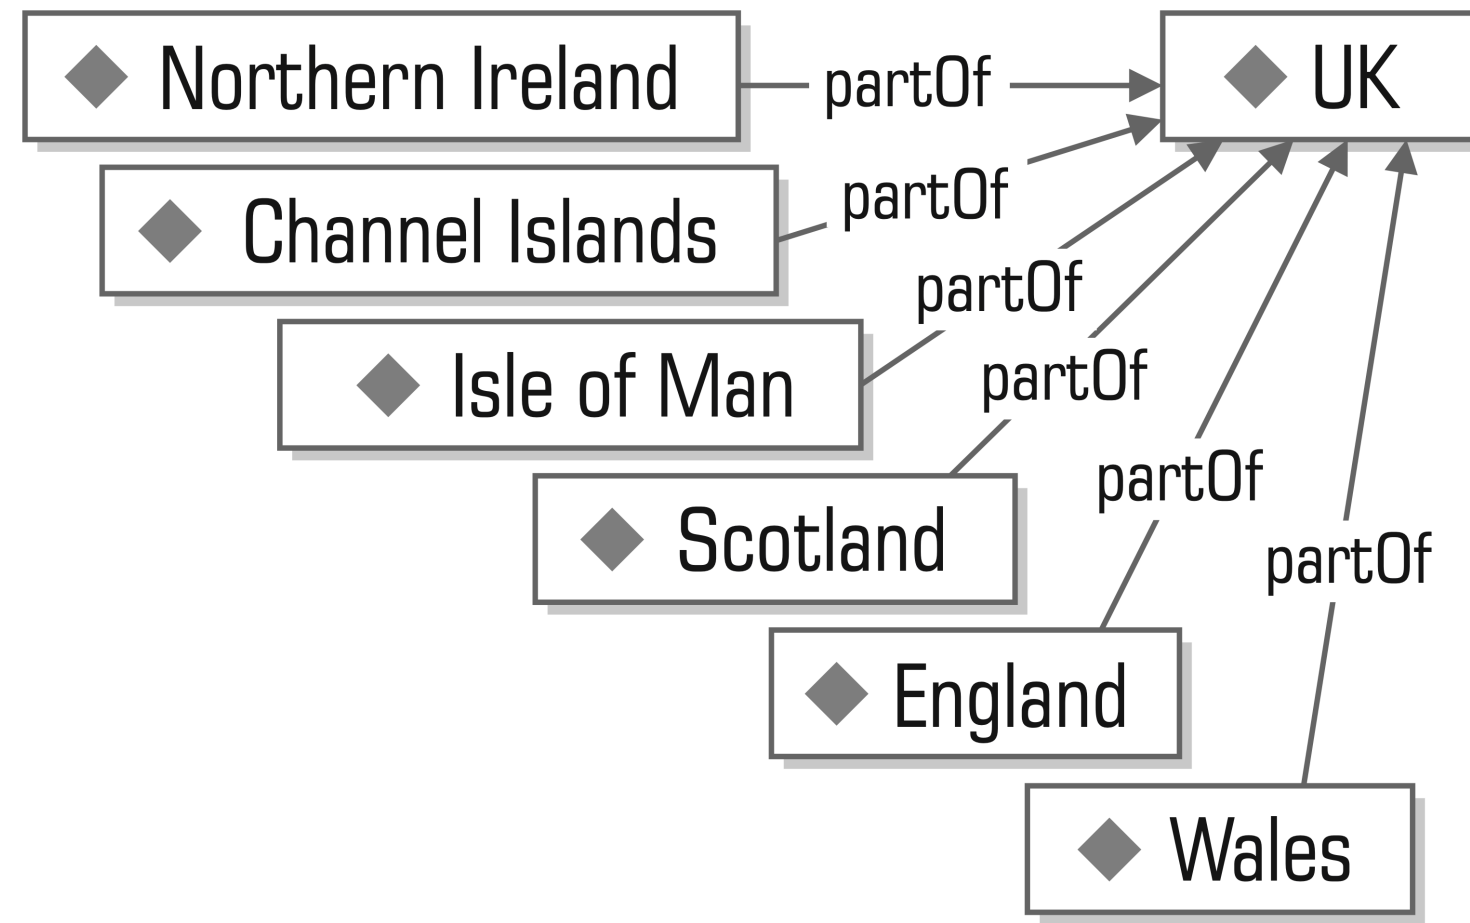 Northern Ireland
partOf
UK
Channel Islands
partOf
Isle of Man
partOf
Scotland
partOf
England
partOf
Wales
partOf